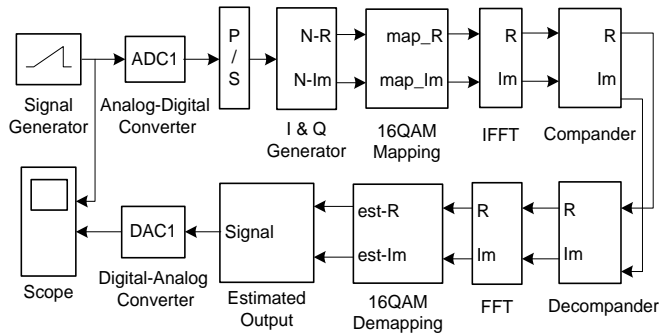 P
/
S
ADC1
N-R
N-Im
map_R
map_Im
R
Im
R
Im
Signal
Generator
Analog-Digital
Converter
I & Q
Generator
16QAM
Mapping
IFFT
Compander
Scope
DAC1
Digital-Analog
Converter
Signal
Estimated
Output
est-R
est-Im
16QAM
Demapping
R
Im
FFT
R
Im
Decompander